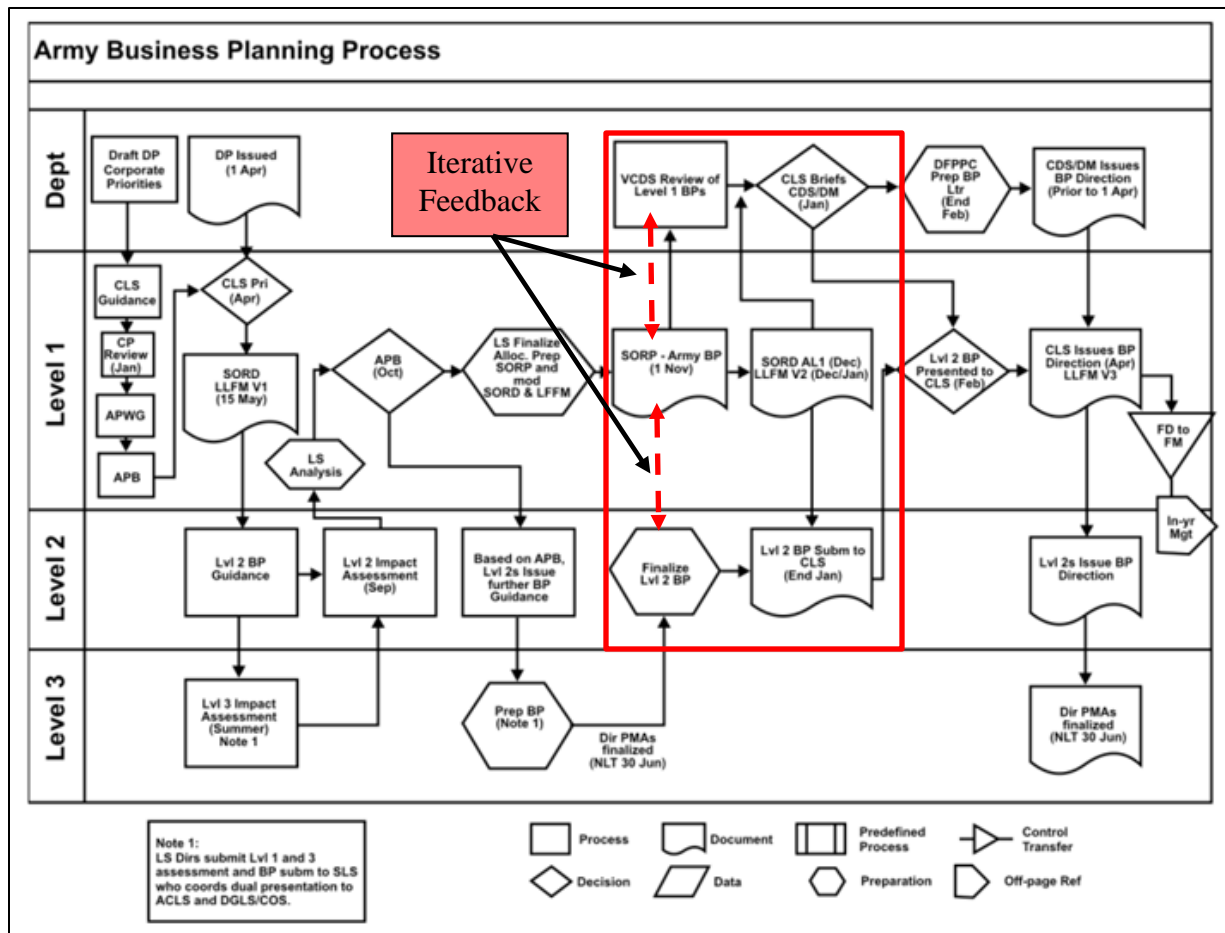 Army Business Planning Process
Dept
Draft DP
Corporate
Priorities
DP Issued
(1 Apr)
Iterative
Feedback
VCDS Review of
Level 1 BPs
CLS Briefs
CDS/DM
(Jan)
DFPPC
Prep BP
Ltr
(End
Feb)
CDS/DM Issues
BP Direction
(Prior to 1 Apr)
Level 1
CLS
Guidance
CP
Review
(Jan)
APWG
APB
CLS Pri
(Apr)
SORD
LLFM V1
(15 May)
LS
Analysis
APB
(Oct)
LS Finalize
Alloc. Prep
SORP and
mod
SORD & LFFM
SORP - Army BP
(1 Nov)
SORD AL1 (Dec)
LLFM V2 (Dec/Jan)
Lvl 2 BP
Presented to
CLS (Feb)
CLS Issues BP
Direction (Apr)
LLFM V3
FD to
FM
In-yr
Mgt
Level 2
Lvl 2 BP
Guidance
Lvl 2 Impact
Assessment
(Sep)
Based on APB,
Lvl 2s Issue
further BP
Guidance
Finalize
Lvl 2 BP
Lvl 2 BP Subm to
CLS
(End Jan)
Lvl 2s Issue BP
Direction
Level 3
Lvl 3 Impact
Assessment
(Summer)
Note 1
Prep BP
(Note 1)
Dir PMAs
finalized
(NLT 30 Jun)
Dir PMAs
finalized
(NLT 30 Jun)
Note 1:
LS Dirs submit Lvl 1 and 3
assessment and BP subm to SLS
who coords dual presentation to
ACLS and DGLS/COS.
Process
Document
Predefined
Process
Control
Transfer
Decision
Data
Preparation
Off-page Ref